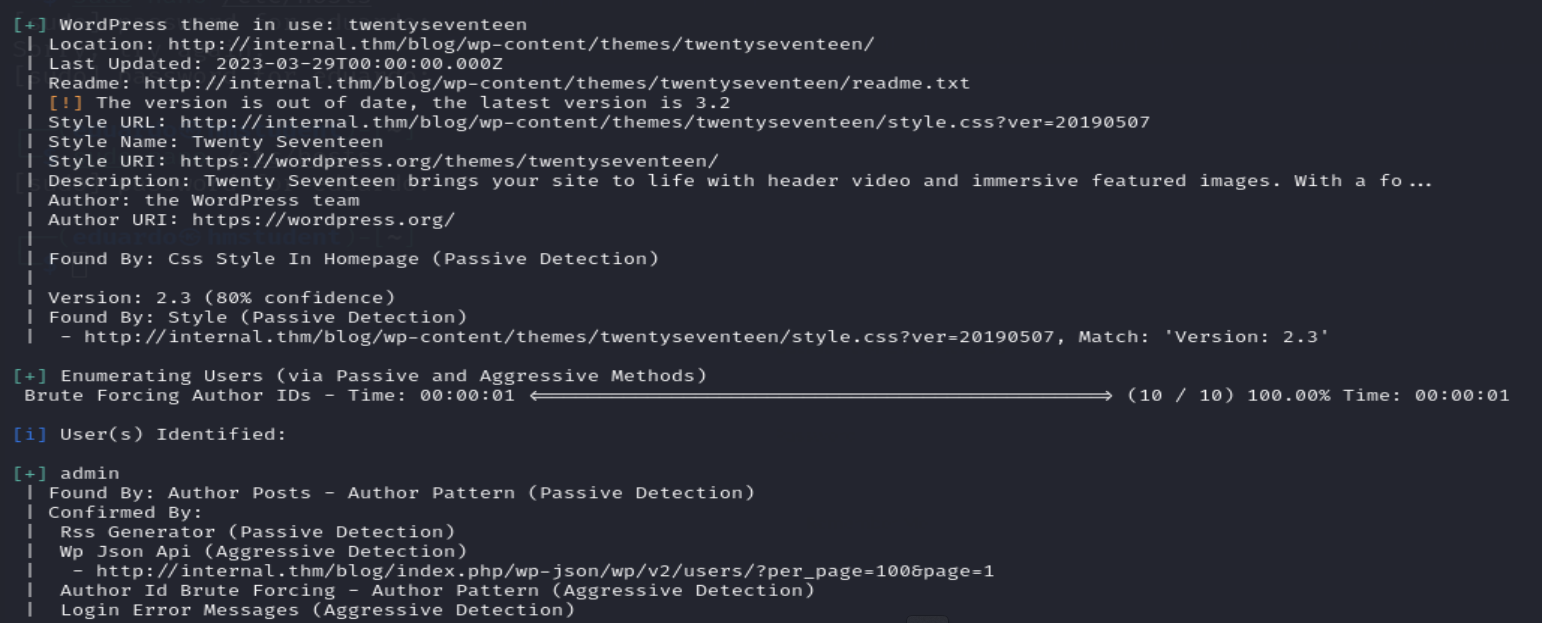 [+] WordPress theme in use: twentyseventeen
| Location: http://internal.thm/blog/wp-content/themes/twentyseventeen/
| Last Updated: 2023-03-29T00:00:00.000Z
| Readme: http://internal.thm/blog/wp-content/themes/twentyseventeen/readme.txt
| [!] The version is out of date, the latest version is 3.2
| Style URL: http://internal.thm/blog/wp-content/themes/twentyseventeen/style.css?ver=20190507
| Style Name: Twenty Seventeen
| Style URI: https://wordpress.org/themes/twentyseventeen/
| Description: Twenty Seventeen brings your site to life with header video and immersive featured images. With a fo...
| Author: the WordPress team
| Author URI: https://wordpress.org/
|
| Found By: Css Style In Homepage (Passive Detection)
|
| Version: 2.3 (80% confidence)
| Found By: Style (Passive Detection)
|  - http://internal.thm/blog/wp-content/themes/twentyseventeen/style.css?ver=20190507, Match: 'Version: 2.3'
[+] Enumerating Users (via Passive and Aggressive Methods)
Brute Forcing Author IDs - Time: 00:00:01 <==================================================> (10 / 10) 100.00% Time: 00:00:01
[i] User(s) Identified:
[+] admin
| Found By: Author Posts - Author Pattern (Passive Detection)
| Confirmed By:
|  Rss Generator (Passive Detection)
|  Wp Json Api (Aggressive Detection)
|   - http://internal.thm/blog/index.php/wp-json/wp/v2/users/?per_page=100&page=1
|  Author Id Brute Forcing - Author Pattern (Aggressive Detection)
|  Login Error Messages (Aggressive Detection)